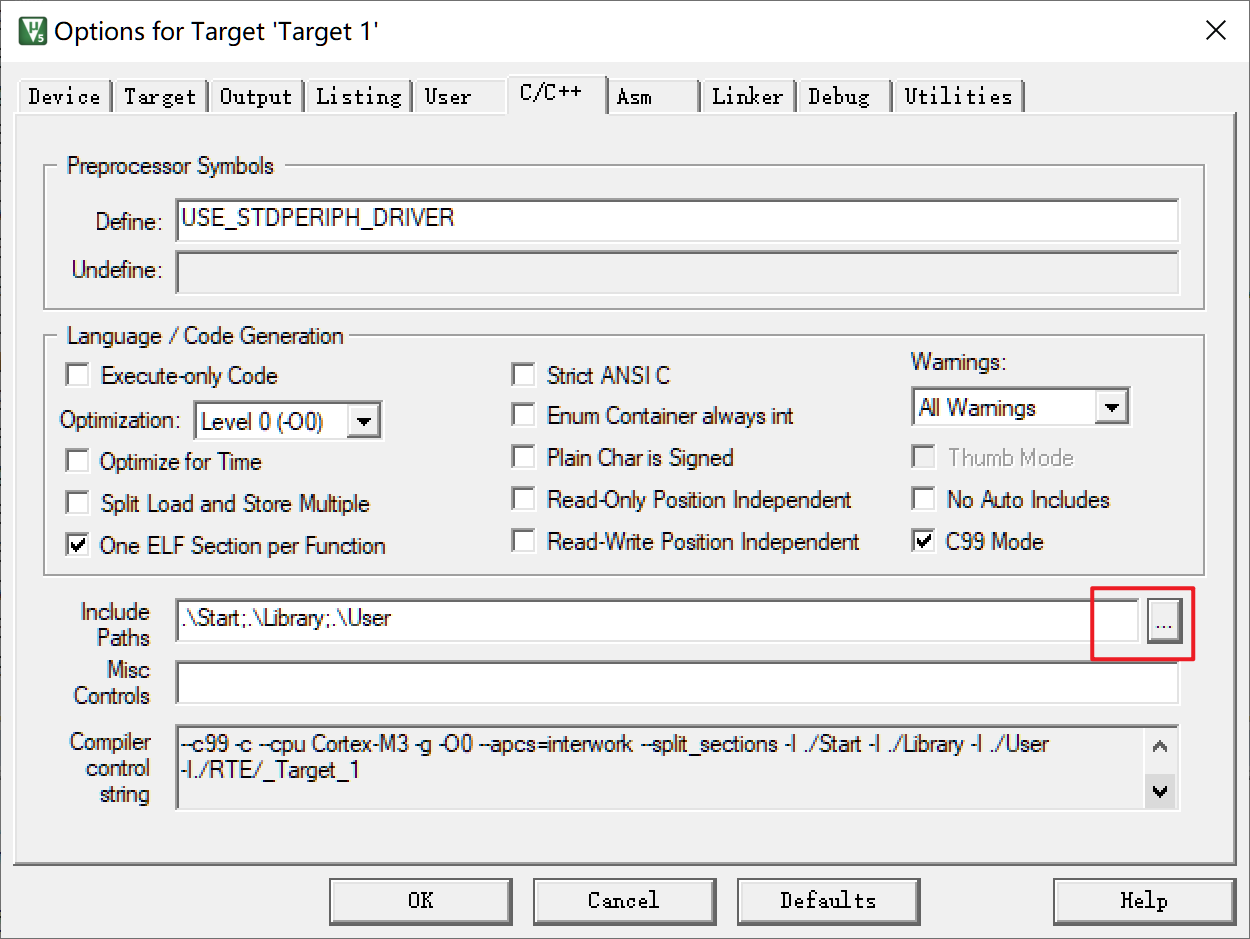 Options for Target 'Target 1'
Device Target Output Listing User C/C++ Asm Linker Debug Utilities
Preprocessor Symbols
Define: USE_STDPERIPH_DRIVER
Undefine:
Language / Code Generation
Execute-only Code Strict ANSI C Warnings:
Optimization: Level 0 (-O0) Enum Container always int All Warnings
Optimize for Time Plain Char is Signed Thumb Mode
Split Load and Store Multiple Read-Only Position Independent No Auto Includes
One ELF Section per Function Read-Write Position Independent C99 Mode
Include Paths .\Start;.\Library;.\User ...
Misc Controls
Compiler control string --c99 -c --cpu Cortex-M3 -g -O0 --apcs=interwork --split_sections -I ./Start -I ./Library -I ./User
-I./RTE/_Target_1
OK Cancel Defaults Help